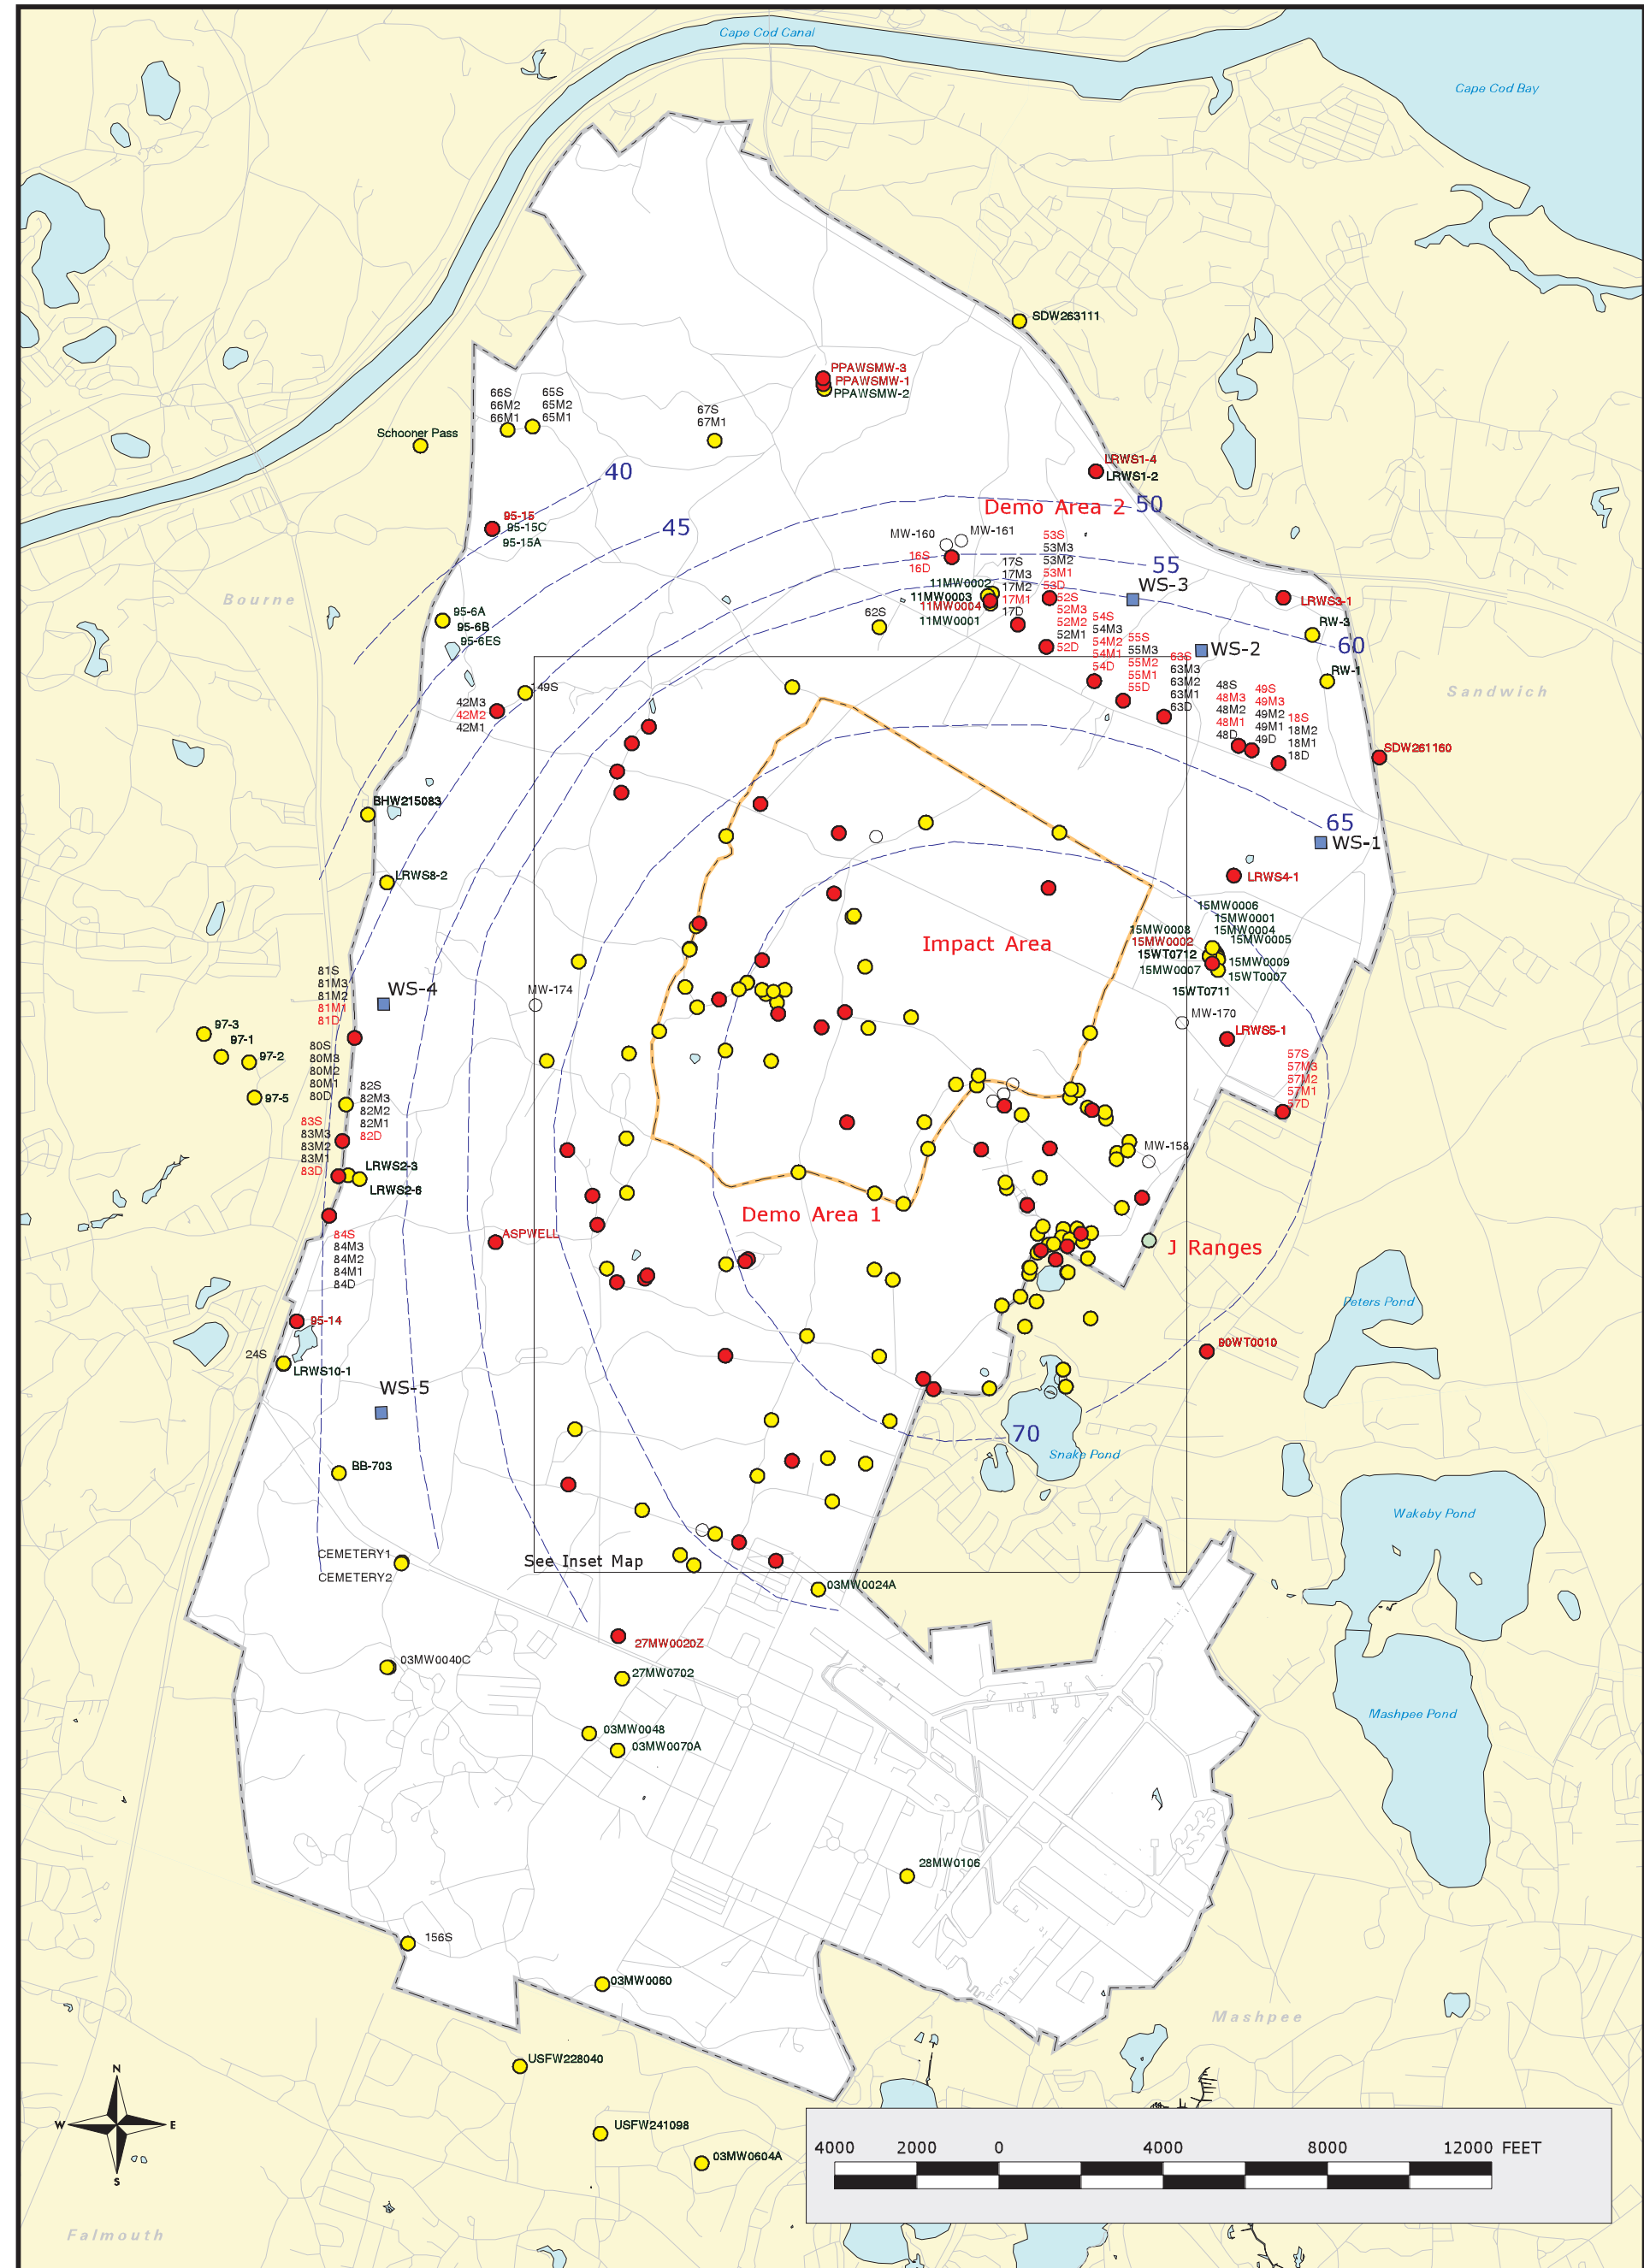 Cape Cod Canal
Cape Cod Bay
SDW263111
PPAWSMW-3
PPAWSMW-1
PPAWSMW-2
66S
66M2
66M1
65S
65M2
65M1
67S
67M1
Schooner Pass
LRWS1-4
LRWS1-2
40
45
50
Demo Area 2
95-15
95-15C
95-15A
MW-160
MW-161
16S
16D
53S
53M3
53M2
53M1
53D
55
WS-3
17S
17M3
17M2
17M1
17D
11MW0002
11MW0003
11MW0004
11MW0001
52S
52M3
52M2
52M1
52D
LRWS3-1
Bourne
95-6A
95-6B
95-6ES
62S
54S
54M3
54M2
54M1
54D
55S
55M3
55M2
55M1
55D
RW-3
60
WS-2
63S
63M3
63M2
63M1
63D
RW-1
Sandwich
149S
42M3
42M2
42M1
48S
48M3
48M2
48M1
48D
49S
49M3
49M2
49M1
49D
18S
18M2
18M1
18D
SDW261160
BHW215083
65
WS-1
LRWS8-2
LRWS4-1
15MW0006
15MW0001
15MW0004
15MW0008
15MW0002
15MW0005
15WT0712
15MW0007
15MW0009
15WT0007
15WT0711
Impact Area
81S
81M3
81M2
81M1
81D
WS-4
MW-174
MW-170
LRWS5-1
97-3
97-1
97-2
97-5
80S
80M3
80M2
80M1
80D
57S
57M3
57M2
57M1
57D
82S
82M3
82M2
82M1
82D
83S
83M3
83M2
83M1
83D
MW-158
LRWS2-3
LRWS2-6
Demo Area 1
84S
84M3
84M2
84M1
84D
ASPWELL
J Ranges
Peters Pond
95-14
90WT0010
24S
LRWS10-1
WS-5
70
Snake Pond
BB-703
Wakeby Pond
CEMETERY1
CEMETERY2
See Inset Map
03MW0024A
27MW0020Z
03MW0040C
27MW0702
Mashpee Pond
03MW0048
03MW0070A
28MW0106
156S
03MW0060
Mashpee
USFW228040
N
W
E
S
USFW241098
03MW0604A
4000 2000 0 4000 8000 12000 FEET
Falmouth